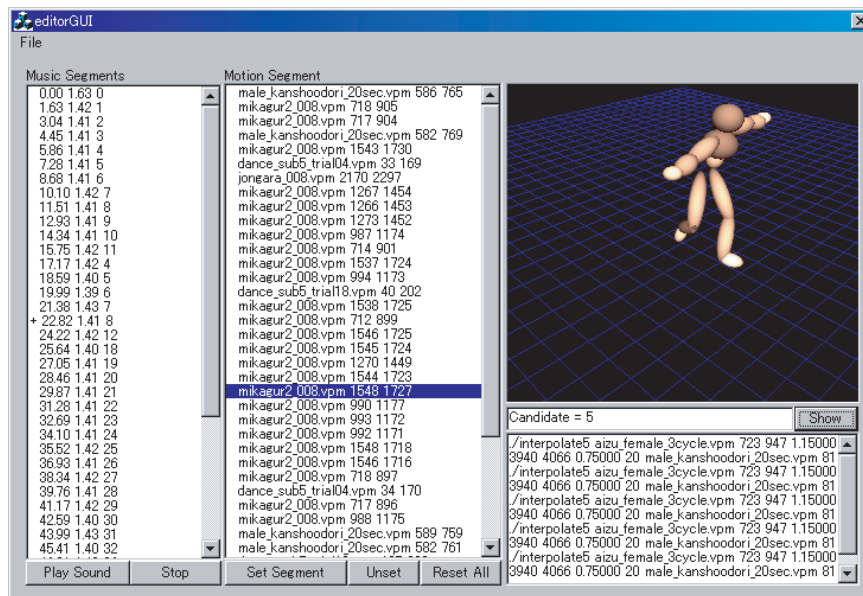 editorGUI
File
Music Segments
0.00 1.63 0
1.63 1.42 1
3.04 1.41 2
4.45 1.41 3
5.86 1.41 4
7.28 1.41 5
8.68 1.41 6
10.10 1.42 7
11.51 1.41 8
12.93 1.41 9
14.34 1.41 10
15.75 1.42 11
17.17 1.42 4
18.59 1.40 5
19.99 1.39 6
21.38 1.43 7
+ 22.82 1.41 8
24.22 1.42 12
25.64 1.40 18
27.05 1.41 19
28.46 1.41 20
29.87 1.41 21
31.28 1.41 22
32.69 1.41 23
34.10 1.41 24
35.52 1.42 25
36.93 1.41 26
38.34 1.42 27
39.76 1.41 28
41.17 1.42 29
42.59 1.40 30
43.99 1.43 31
45.41 1.40 32
Play Sound
Stop
Motion Segment
male_kanshoodori_20sec.vpm 586 765
mikagur2_008.vpm 718 905
mikagur2_008.vpm 717 904
male_kanshoodori_20sec.vpm 582 769
mikagur2_008.vpm 1543 1730
dance_sub5_trial04.vpm 33 169
jongara_008.vpm 2170 2297
mikagur2_008.vpm 1267 1454
mikagur2_008.vpm 1266 1453
mikagur2_008.vpm 1273 1452
mikagur2_008.vpm 987 1174
mikagur2_008.vpm 714 901
mikagur2_008.vpm 1537 1724
mikagur2_008.vpm 994 1173
dance_sub5_trial18.vpm 40 202
mikagur2_008.vpm 1538 1725
mikagur2_008.vpm 712 899
mikagur2_008.vpm 1546 1725
mikagur2_008.vpm 1545 1724
mikagur2_008.vpm 1270 1449
mikagur2_008.vpm 1544 1723
mikagur2_008.vpm 1548 1727
mikagur2_008.vpm 990 1177
mikagur2_008.vpm 993 1172
mikagur2_008.vpm 992 1171
mikagur2_008.vpm 1548 1718
mikagur2_008.vpm 1546 1716
mikagur2_008.vpm 718 897
dance_sub5_trial04.vpm 34 170
mikagur2_008.vpm 717 896
mikagur2_008.vpm 988 1175
male_kanshoodori_20sec.vpm 589 759
male_kanshoodori_20sec.vpm 582 761
Set Segment
Unset
Reset All
Candidate = 5
Show
./interpolate5 aizu_female_3cycle.vpm 723 947 1.15000
3940 4066 0.75000 20 male_kanshoodori_20sec.vpm 81
./interpolate5 aizu_female_3cycle.vpm 723 947 1.15000
3940 4066 0.75000 20 male_kanshoodori_20sec.vpm 81
./interpolate5 aizu_female_3cycle.vpm 723 947 1.15000
3940 4066 0.75000 20 male_kanshoodori_20sec.vpm 81
./interpolate5 aizu_female_3cycle.vpm 723 947 1.15000
3940 4066 0.75000 20 male_kanshoodori_20sec.vpm 81
./interpolate5 aizu_female_3cycle.vpm 723 947 1.15000
3940 4066 0.75000 20 male_kanshoodori_20sec.vpm 81